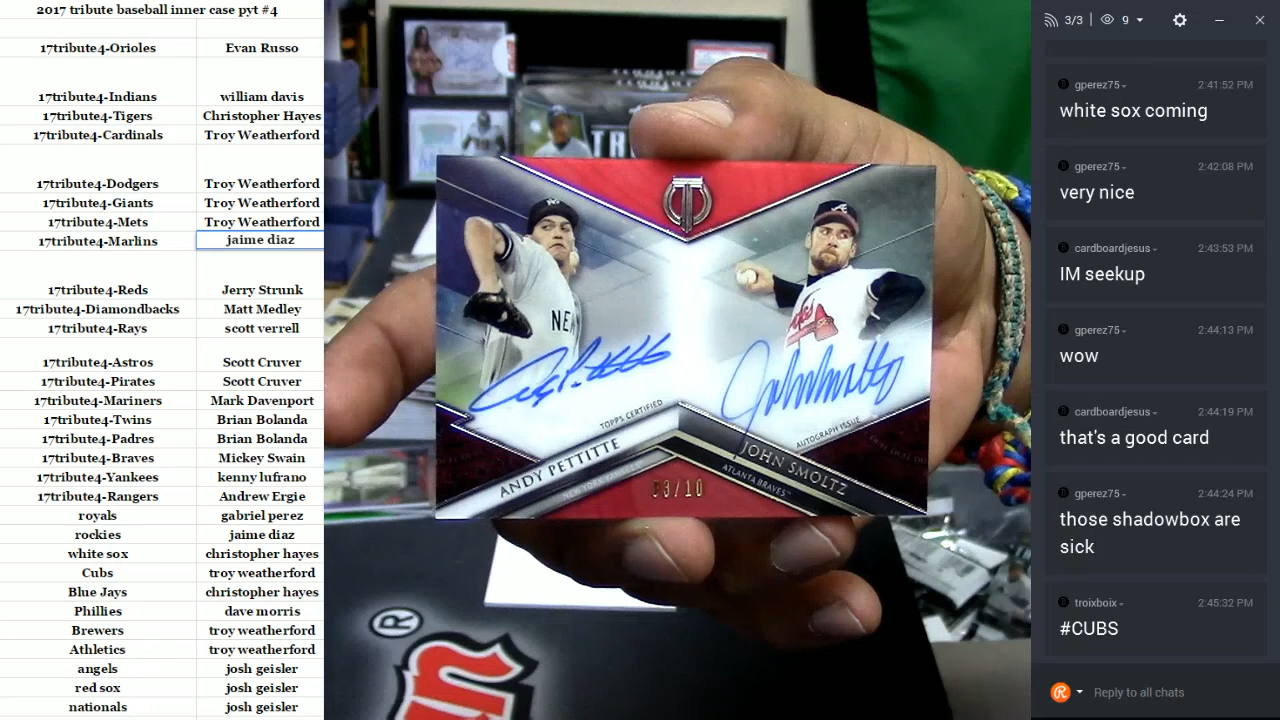 2017 tribute baseball inner case pyt #4
17tribute4-Orioles Evan Russo
17tribute4-Indians william davis
17tribute4-Tigers Christopher Hayes
17tribute4-Cardinals Troy Weatherford
17tribute4-Dodgers Troy Weatherford
17tribute4-Giants Troy Weatherford
17tribute4-Mets Troy Weatherford
17tribute4-Marlins jaime diaz
17tribute4-Reds Jerry Strunk
17tribute4-Diamondbacks Matt Medley
17tribute4-Rays scott verrell
17tribute4-Astros Scott Cruver
17tribute4-Pirates Scott Cruver
17tribute4-Mariners Mark Davenport
17tribute4-Twins Brian Bolanda
17tribute4-Padres Brian Bolanda
17tribute4-Braves Mickey Swain
17tribute4-Yankees kenny lufrano
17tribute4-Rangers Andrew Ergie
royals gabriel perez
rockies jaime diaz
white sox christopher hayes
Cubs troy weatherford
Blue Jays christopher hayes
Phillies dave morris
Brewers troy weatherford
Athletics troy weatherford
angels josh geisler
red sox josh geisler
nationals josh geisler
TR
NE
TOPPS CERTIFIED
AUTOGRAPH ISSUE
ANDY PETTITTE
JOHN SMOLTZ
ATLANTA BRAVES™
03/10
®
3/3 | 9
gperez75 2:41:52 PM
white sox coming
gperez75 2:42:08 PM
very nice
cardboardjesus 2:43:53 PM
IM seekup
gperez75 2:44:13 PM
wow
cardboardjesus 2:44:19 PM
that's a good card
gperez75 2:44:24 PM
those shadowbox are
sick
troixboix 2:45:32 PM
#CUBS
Reply to all chats